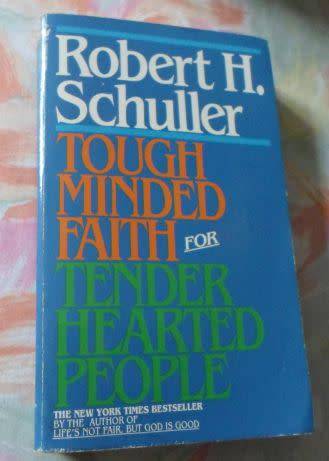 Robert H.
Schuller
TOUGH
MINDED
FAITH FOR
TENDER
HEARTED
PEOPLE
THE NEW YORK TIMES BESTSELLER
BY THE AUTHOR OF
LIFE'S NOT FAIR, BUT GOD IS GOOD